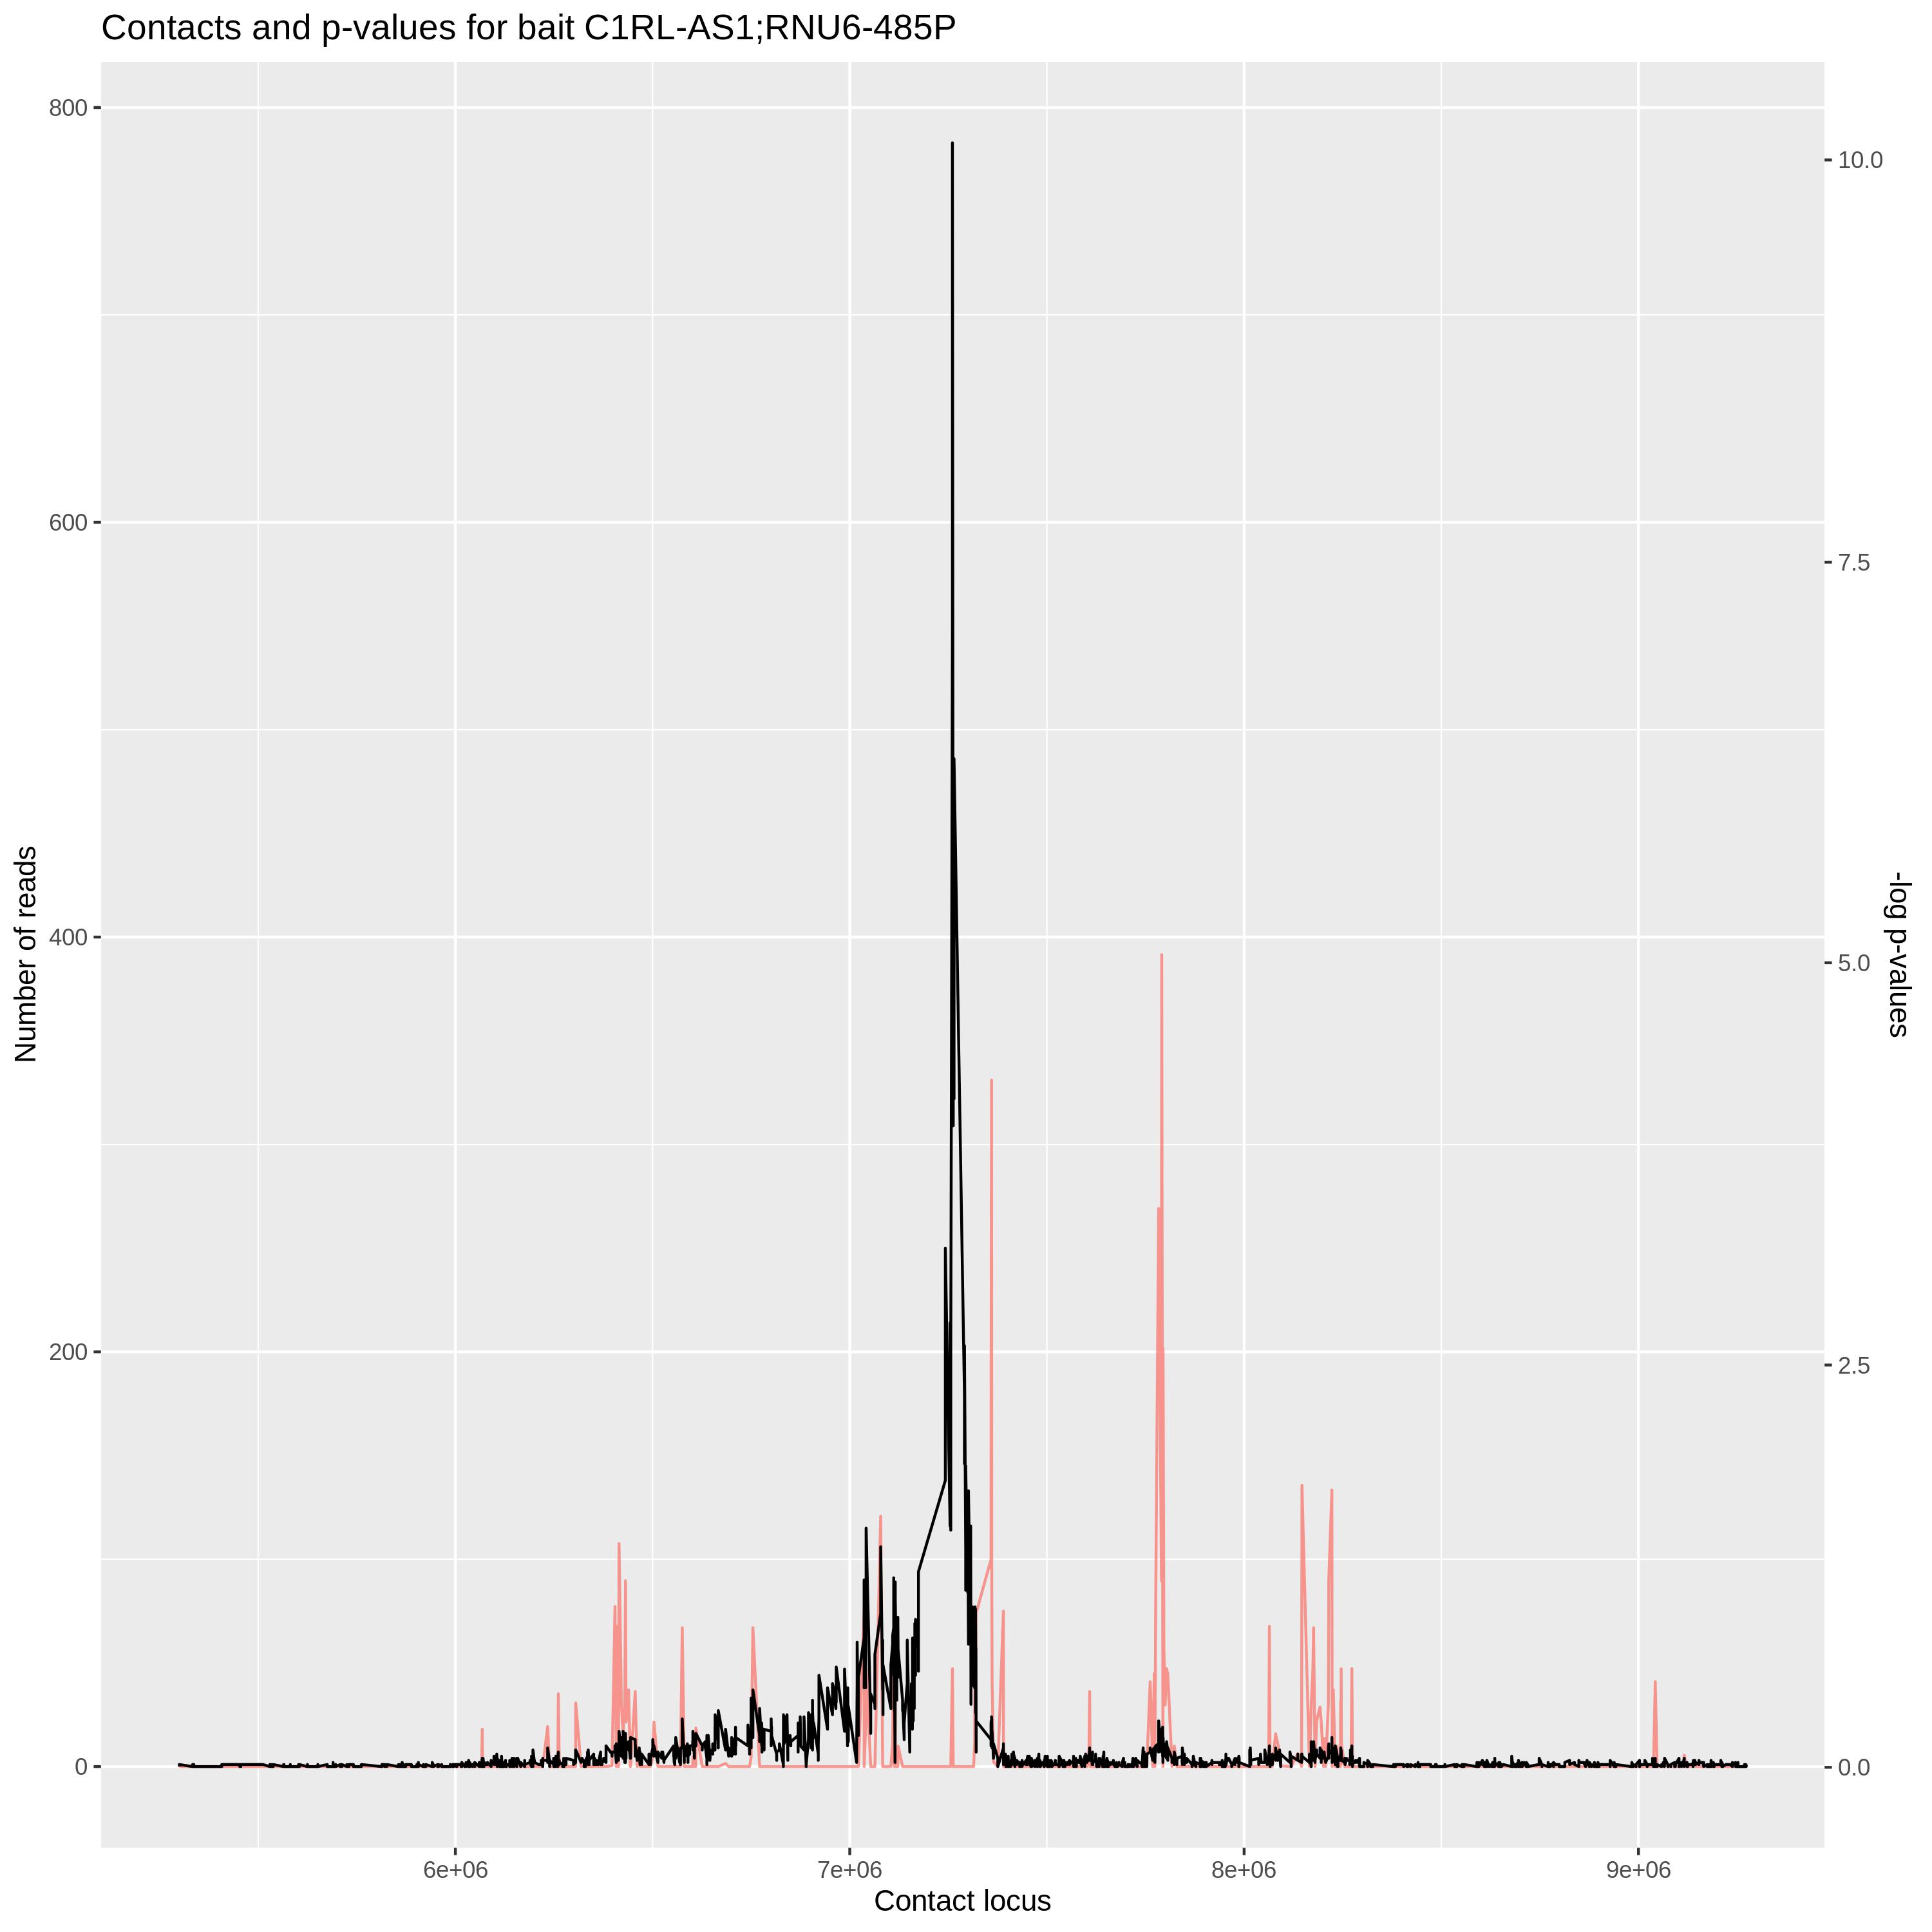 Contacts and p-values for bait C1RL-AS1;RNU6-485P
800
600
400
200
0
Number of reads
10.0
7.5
5.0
2.5
0.0
-log p-values
6e+06
7e+06
8e+06
9e+06
Contact locus